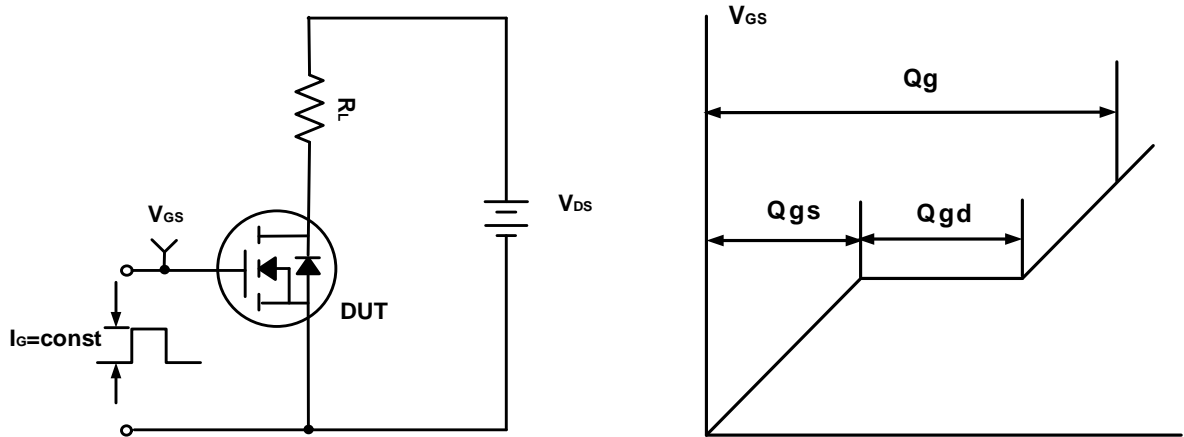 RL
VGS
VDS
DUT
IG=const
VGS
Qg
Qgs
Qgd